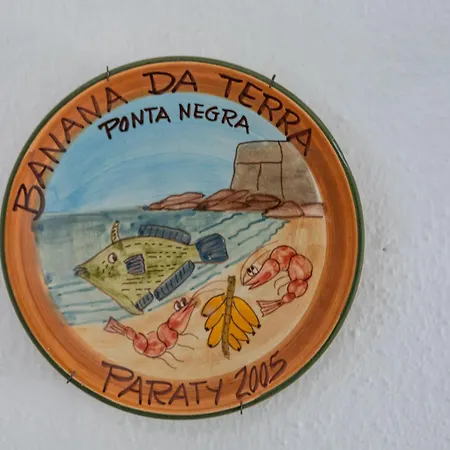 BANANA DA TERRA
PONTA NEGRA
PARATY 2005